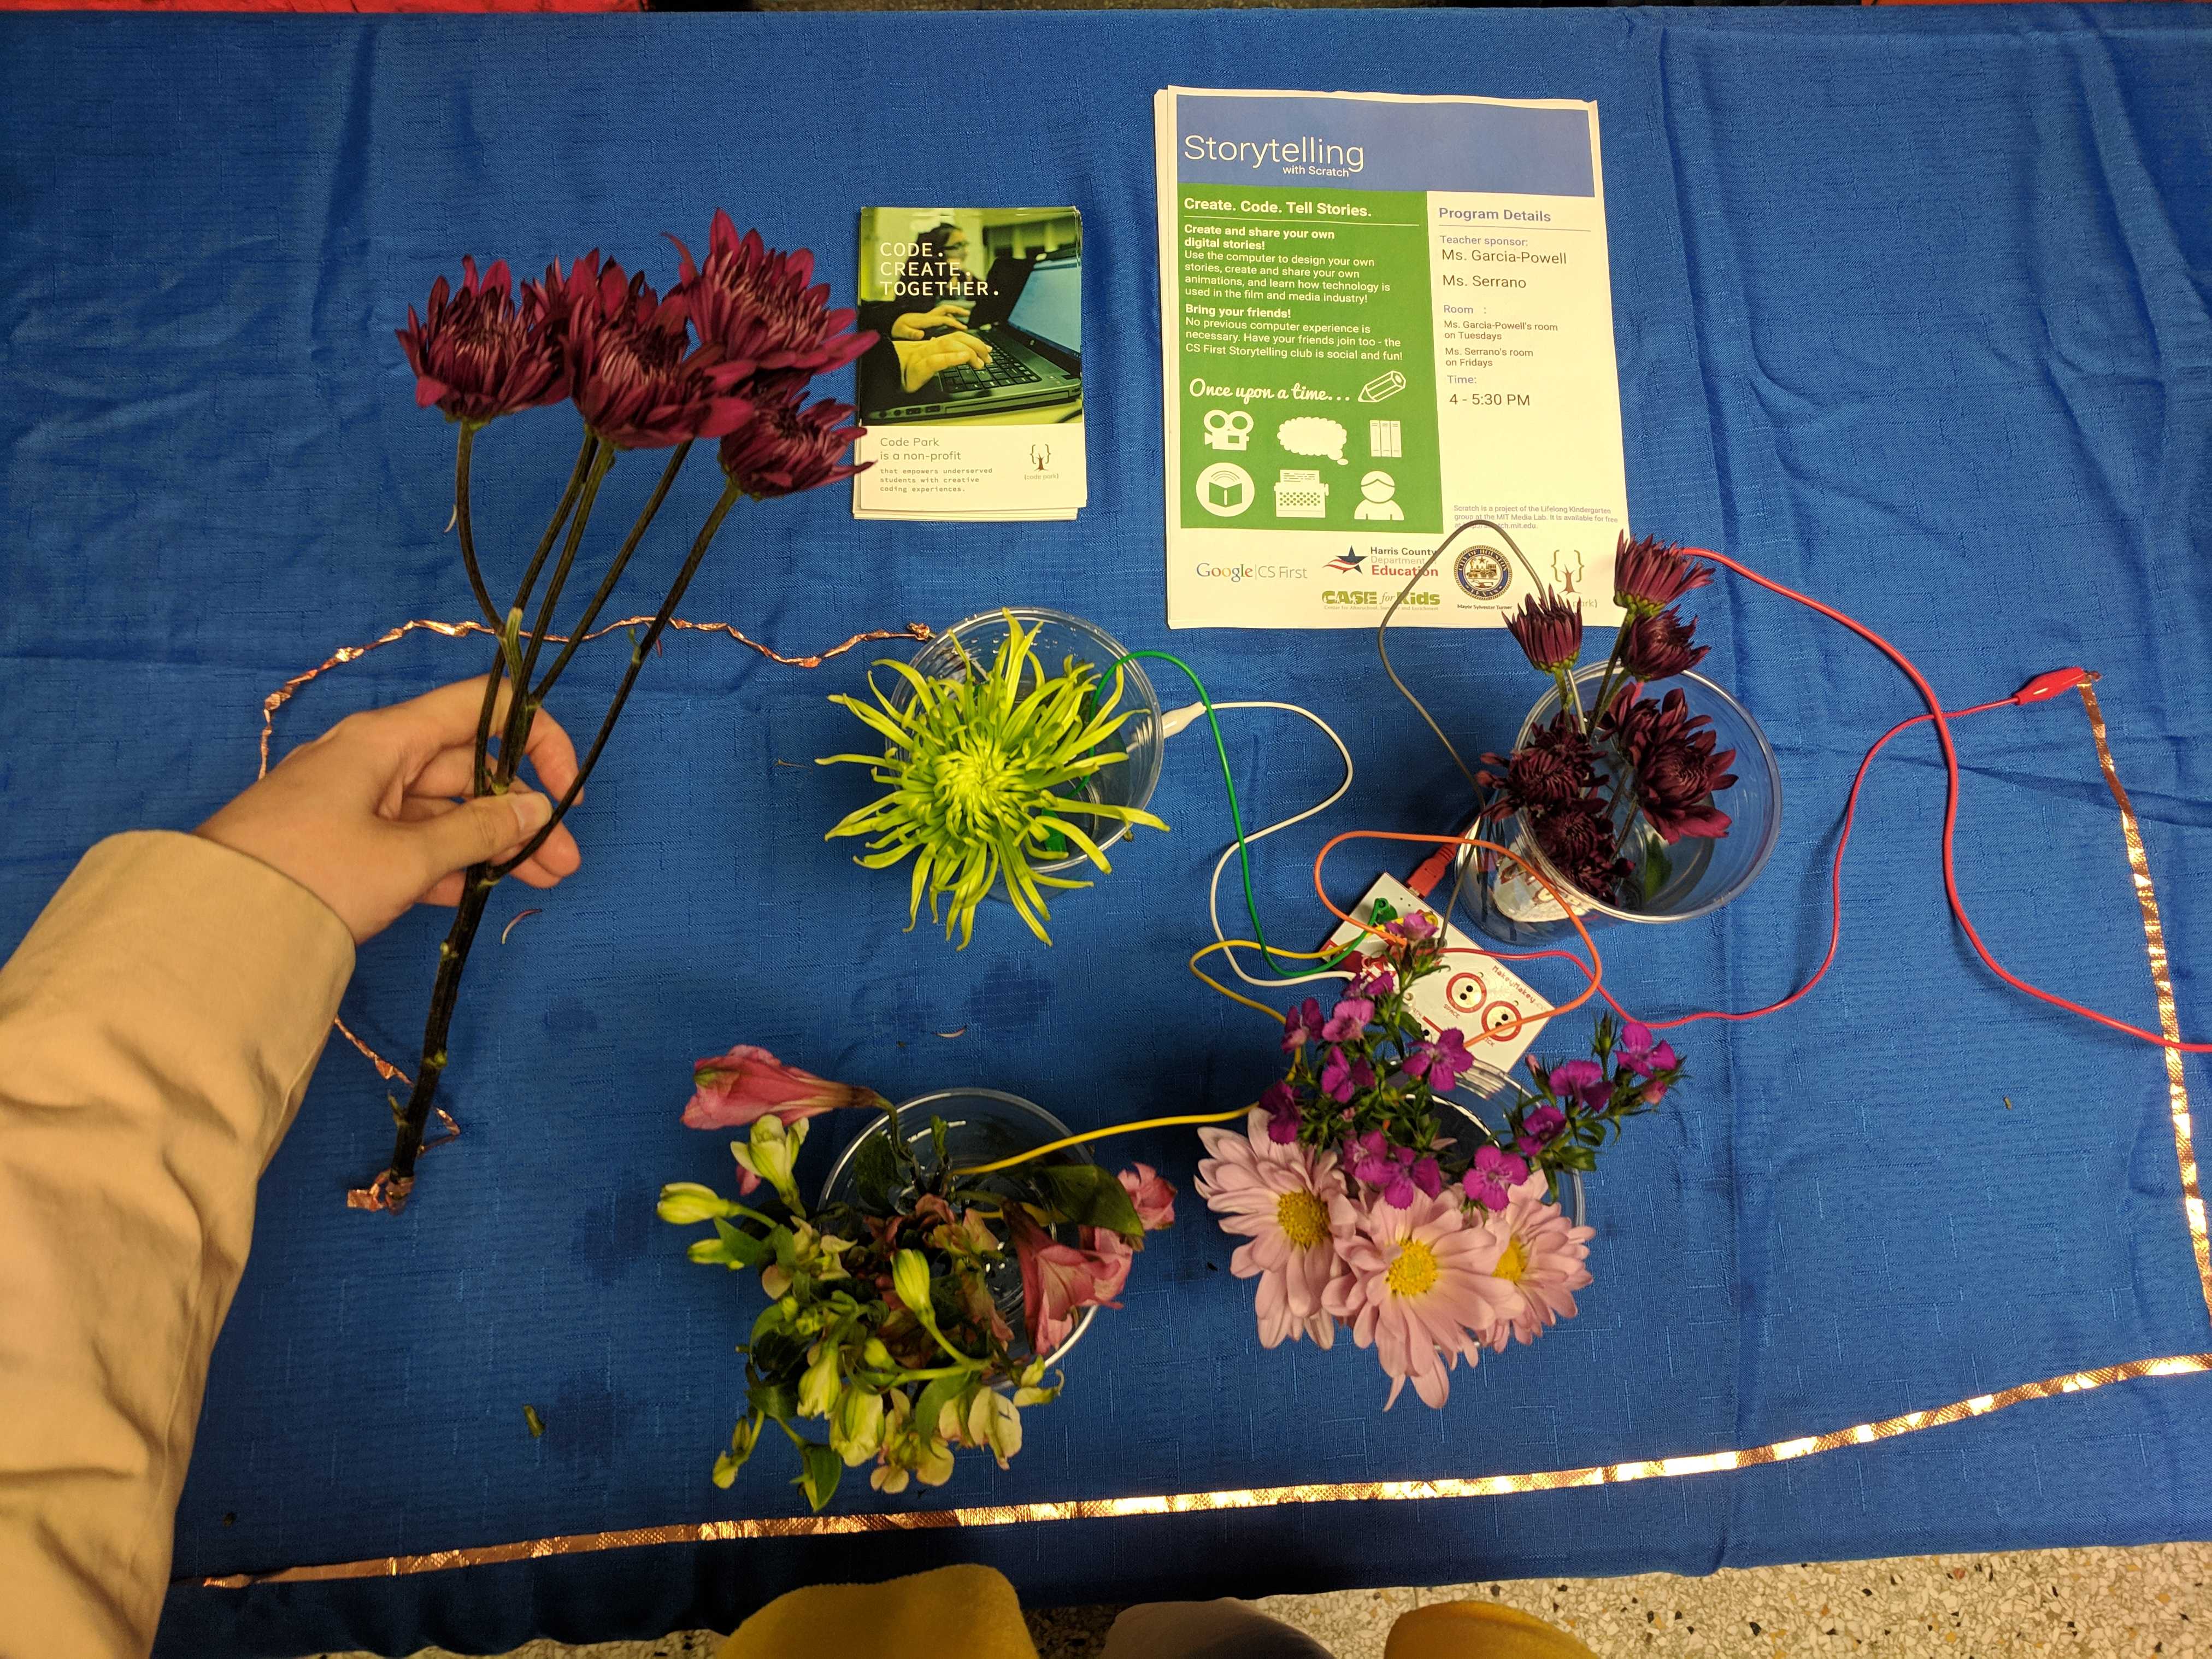 CODE.
CREATE.
TOGETHER.
Code Park
is a non-profit
that empowers underserved
students with creative
coding experiences.
{code park}
Storytelling
with Scratch
Create. Code. Tell Stories.
Create and share your own
digital stories!
Use the computer to design your own
stories, create and share your own
animations, and learn how technology is
used in the film and media industry!
Bring your friends!
No previous computer experience is
necessary. Have your friends join too - the
CS First Storytelling club is social and fun!
Once upon a time...
Program Details
Teacher sponsor:
Ms. Garcia-Powell
Ms. Serrano
Room :
Ms. Garcia-Powell's room
on Tuesdays
Ms. Serrano's room
on Fridays
Time:
4 - 5:30 PM
Scratch is a project of the Lifelong Kindergarten
group at the MIT Media Lab. It is available for free
Google CS First
Harris County
Department
Education
CASE for Kids
Mayor Sylvester Turner
MakeyMakey
SPACE